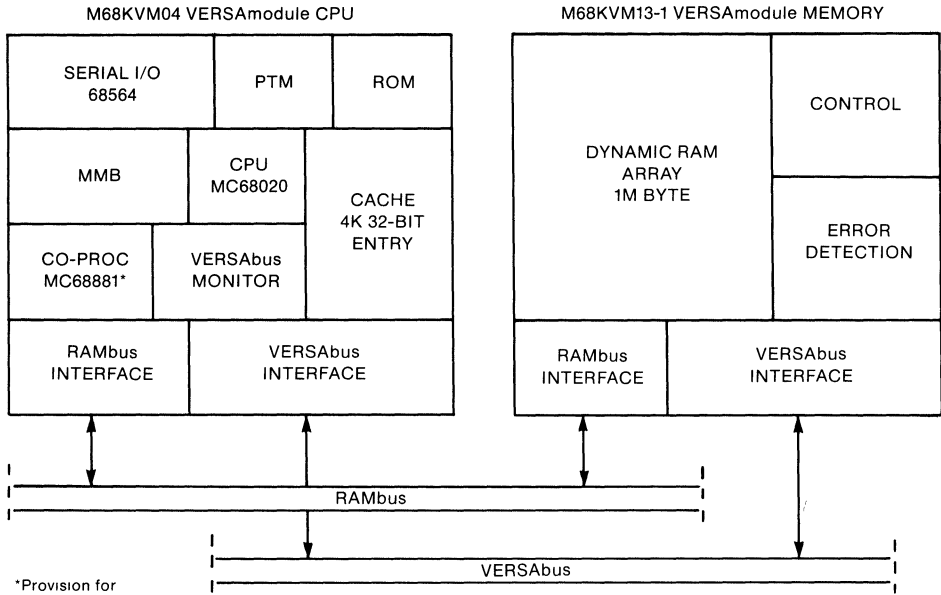 M68KVM04 VERSAmodule CPU
SERIAL I/O
68564
PTM
ROM
MMB
CPU
MC68020
CACHE
4K 32-BIT
ENTRY
CO-PROC
MC68881*
VERSAbus
MONITOR
RAMbus
INTERFACE
VERSAbus
INTERFACE
M68KVM13-1 VERSAmodule MEMORY
DYNAMIC RAM
ARRAY
1M BYTE
CONTROL
ERROR
DETECTION
RAMbus
INTERFACE
VERSAbus
INTERFACE
RAMbus
VERSAbus
*Provision for